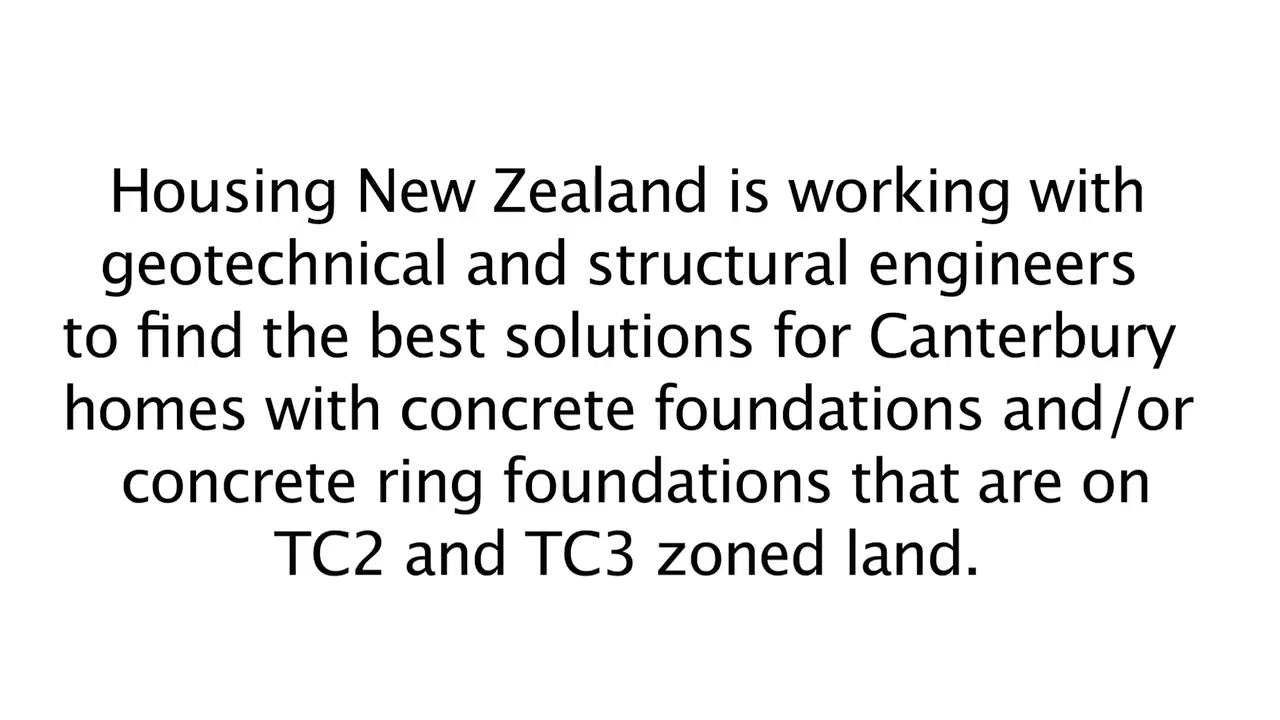 Housing New Zealand is working with
geotechnical and structural engineers
to find the best solutions for Canterbury
homes with concrete foundations and/or
concrete ring foundations that are on
TC2 and TC3 zoned land.